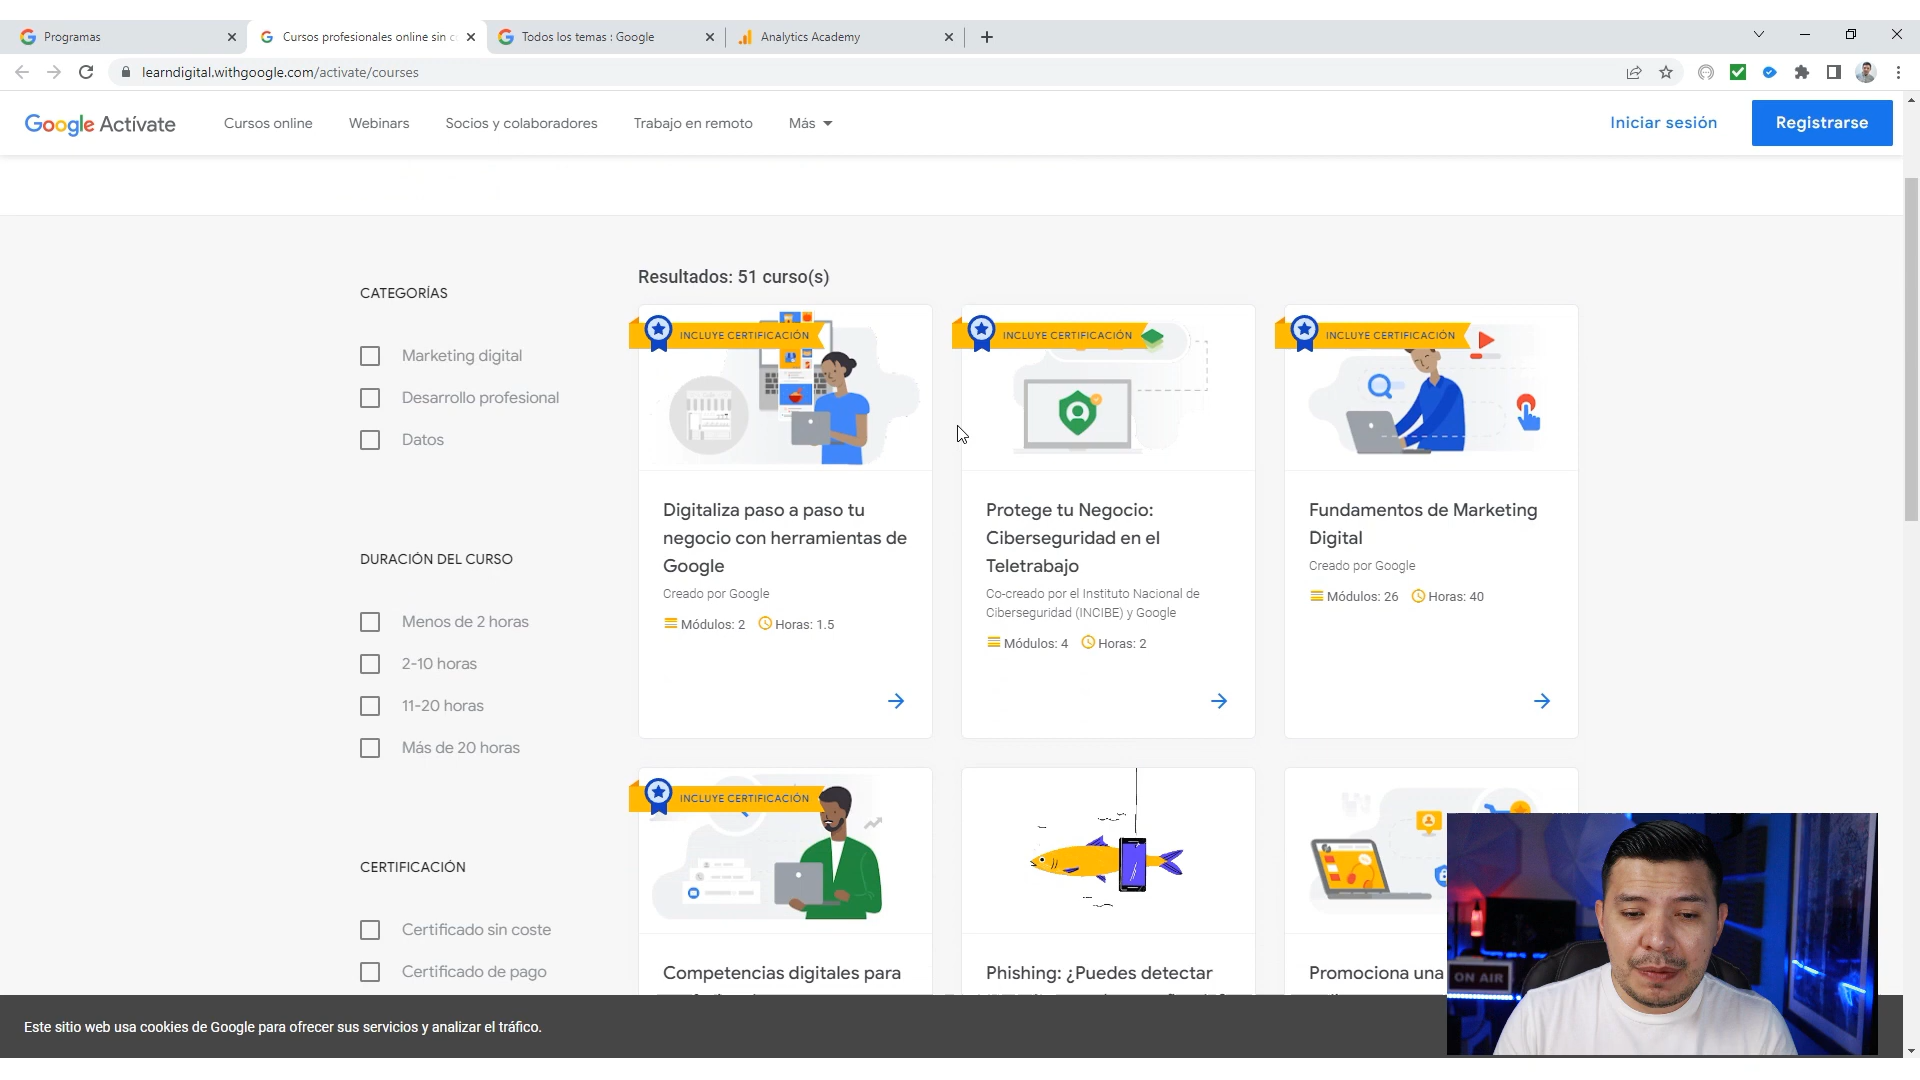 Programas
Cursos profesionales online sin c
Todos los temas : Google
Analytics Academy
learndigital.withgoogle.com/activate/courses
Google Actívate
Cursos online
Webinars
Socios y colaboradores
Trabajo en remoto
Más
Iniciar sesión
Registrarse
CATEGORÍAS
Marketing digital
Desarrollo profesional
Datos
DURACIÓN DEL CURSO
Menos de 2 horas
2-10 horas
11-20 horas
Más de 20 horas
CERTIFICACIÓN
Certificado sin coste
Certificado de pago
Resultados: 51 curso(s)
INCLUYE CERTIFICACIÓN
Digitaliza paso a paso tu
negocio con herramientas de
Google
Creado por Google
Módulos: 2 Horas: 1.5
INCLUYE CERTIFICACIÓN
Protege tu Negocio:
Ciberseguridad en el
Teletrabajo
Co-creado por el Instituto Nacional de
Ciberseguridad (INCIBE) y Google
Módulos: 4 Horas: 2
INCLUYE CERTIFICACIÓN
Fundamentos de Marketing
Digital
Creado por Google
Módulos: 26 Horas: 40
INCLUYE CERTIFICACIÓN
Competencias digitales para
Phishing: ¿Puedes detectar
Promociona una
ON AIR
Este sitio web usa cookies de Google para ofrecer sus servicios y analizar el tráfico.